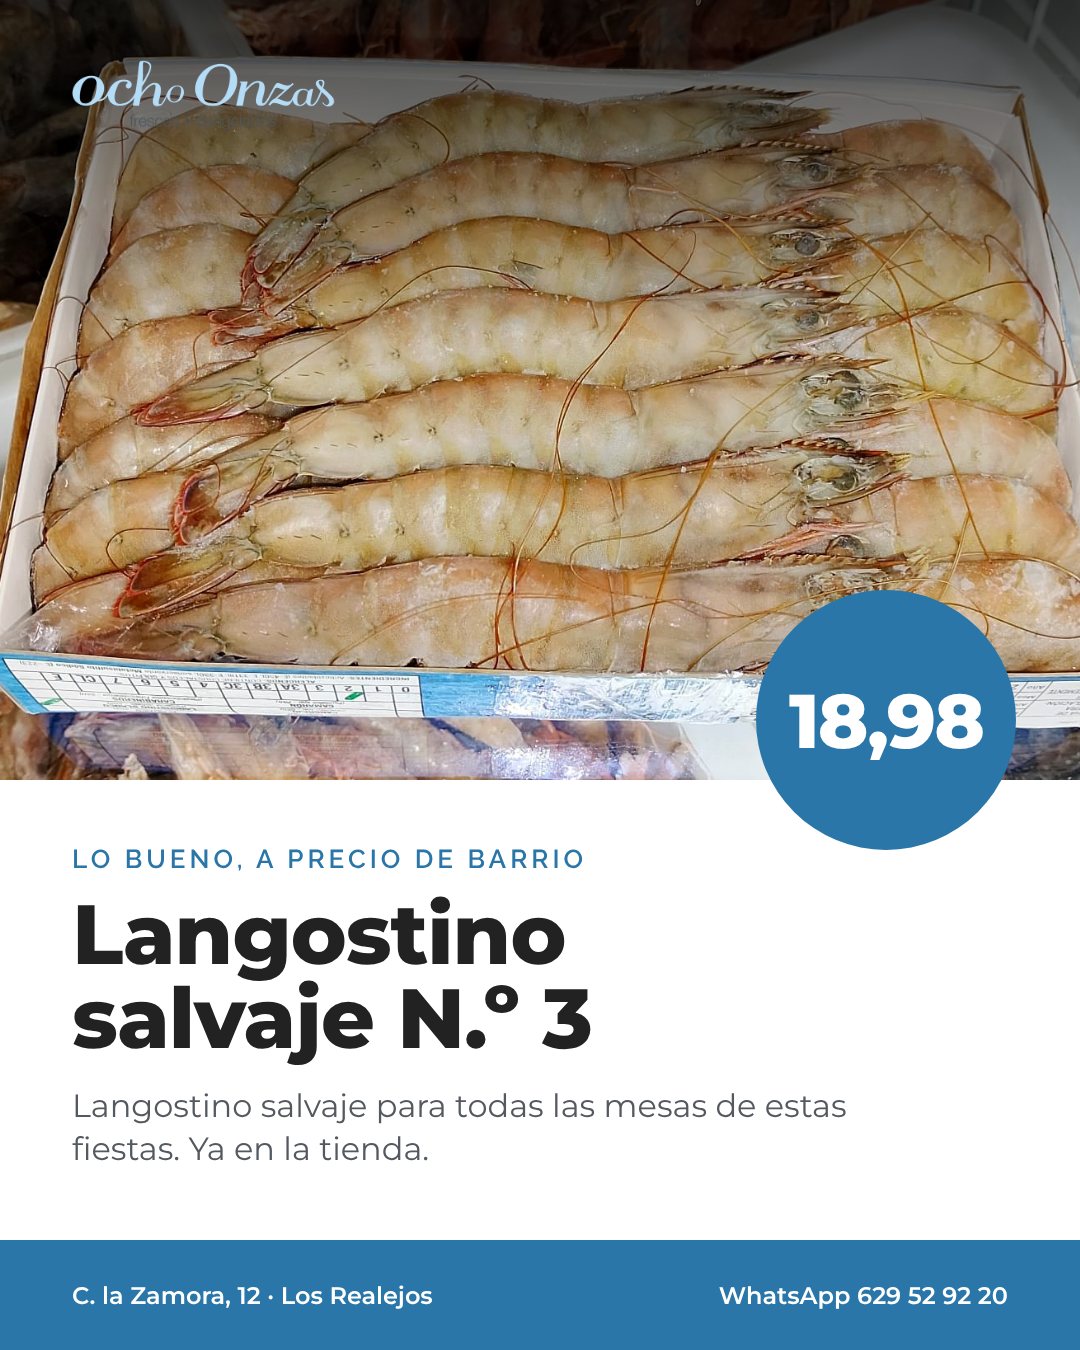 ocho Onzas
18,98
LO BUENO, A PRECIO DE BARRIO
Langostino
salvaje N.º 3
Langostino salvaje para todas las mesas de estas
fiestas. Ya en la tienda.
C. la Zamora, 12 · Los Realejos
WhatsApp 629 52 92 20